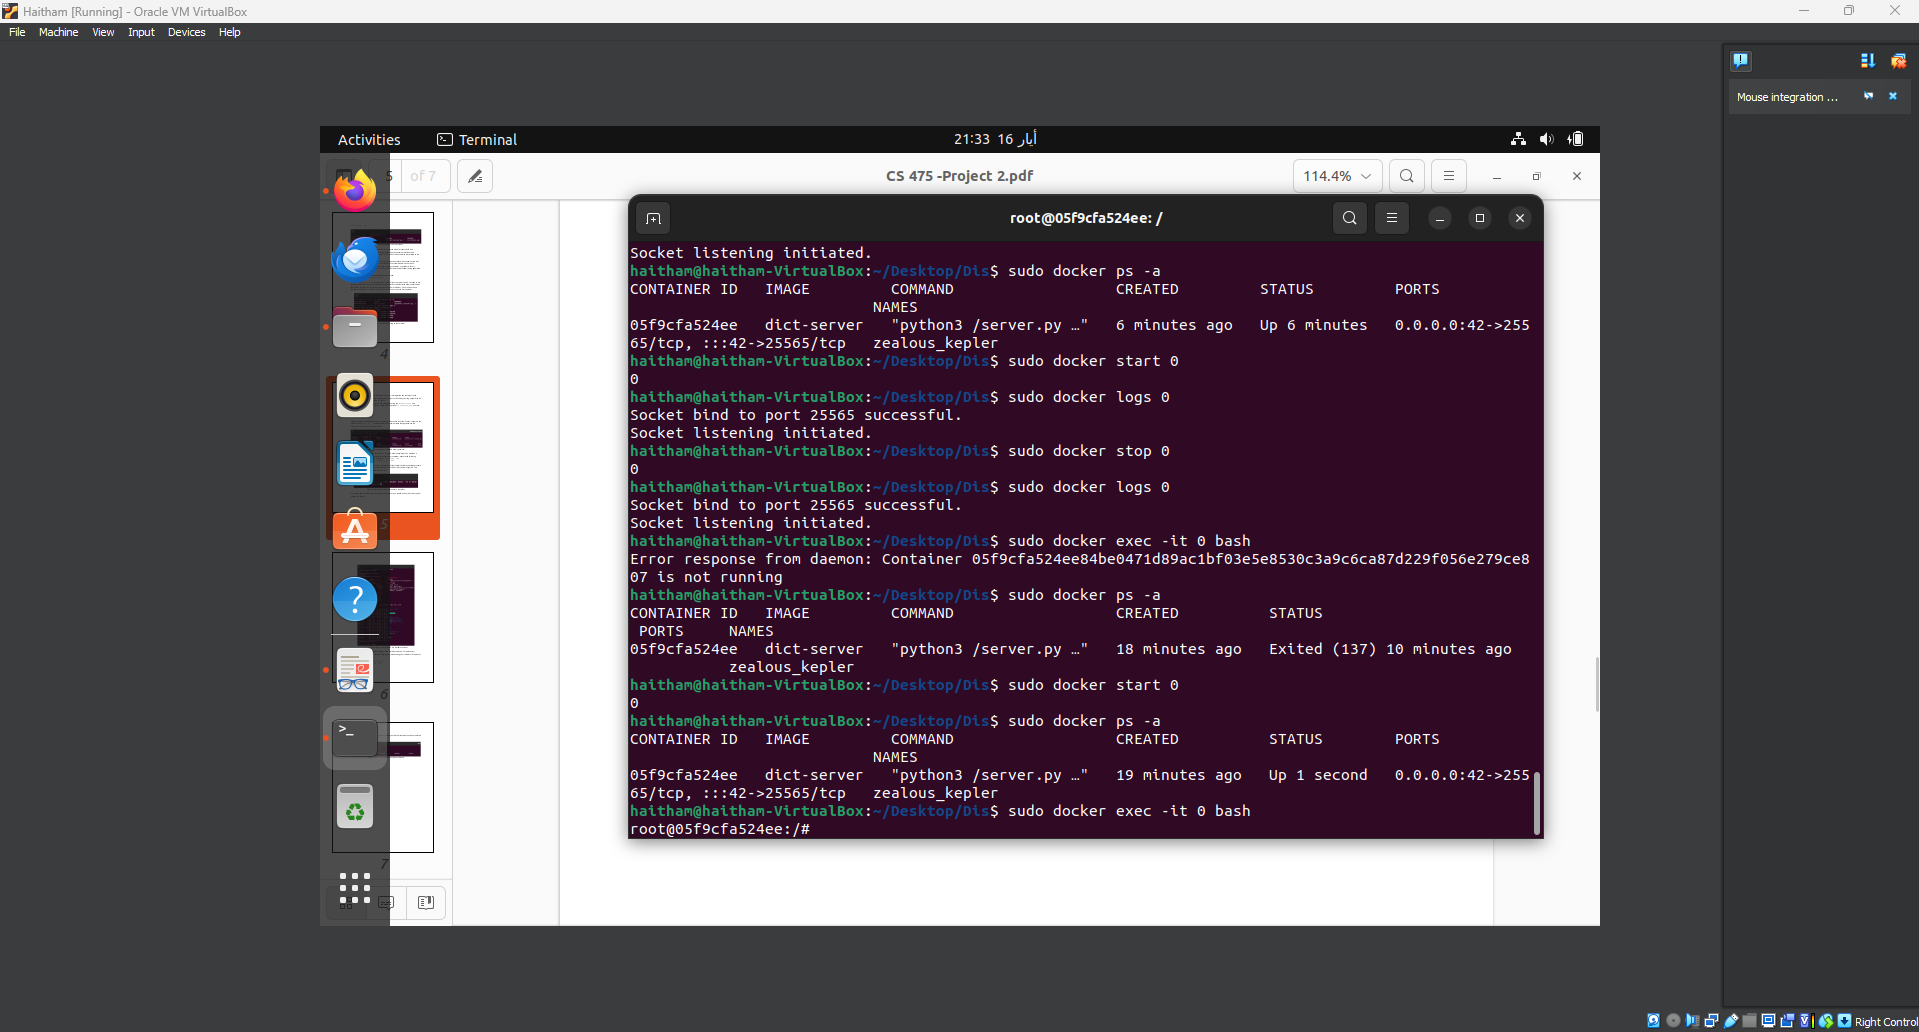 Haitham [Running] - Oracle VM VirtualBox
File Machine View Input Devices Help
Mouse integration ...
Activities
Terminal
21:33 16 أيار
5 of 7
CS 475 -Project 2.pdf
114.4%
root@05f9cfa524ee: /
Socket listening initiated.
haitham@haitham-VirtualBox:~/Desktop/Dis$ sudo docker ps -a
CONTAINER ID IMAGE COMMAND CREATED STATUS PORTS
NAMES
05f9cfa524ee dict-server "python3 /server.py …" 6 minutes ago Up 6 minutes 0.0.0.0:42->255
65/tcp, :::42->25565/tcp zealous_kepler
haitham@haitham-VirtualBox:~/Desktop/Dis$ sudo docker start 0
0
haitham@haitham-VirtualBox:~/Desktop/Dis$ sudo docker logs 0
Socket bind to port 25565 successful.
Socket listening initiated.
haitham@haitham-VirtualBox:~/Desktop/Dis$ sudo docker stop 0
0
haitham@haitham-VirtualBox:~/Desktop/Dis$ sudo docker logs 0
Socket bind to port 25565 successful.
Socket listening initiated.
haitham@haitham-VirtualBox:~/Desktop/Dis$ sudo docker exec -it 0 bash
Error response from daemon: Container 05f9cfa524ee84be0471d89ac1bf03e5e8530c3a9c6ca87d229f056e279ce8
07 is not running
haitham@haitham-VirtualBox:~/Desktop/Dis$ sudo docker ps -a
CONTAINER ID IMAGE COMMAND CREATED STATUS
PORTS NAMES
05f9cfa524ee dict-server "python3 /server.py …" 18 minutes ago Exited (137) 10 minutes ago
zealous_kepler
haitham@haitham-VirtualBox:~/Desktop/Dis$ sudo docker start 0
0
haitham@haitham-VirtualBox:~/Desktop/Dis$ sudo docker ps -a
CONTAINER ID IMAGE COMMAND CREATED STATUS PORTS
NAMES
05f9cfa524ee dict-server "python3 /server.py …" 19 minutes ago Up 1 second 0.0.0.0:42->255
65/tcp, :::42->25565/tcp zealous_kepler
haitham@haitham-VirtualBox:~/Desktop/Dis$ sudo docker exec -it 0 bash
root@05f9cfa524ee:/#
4
5
6
7
Right Control